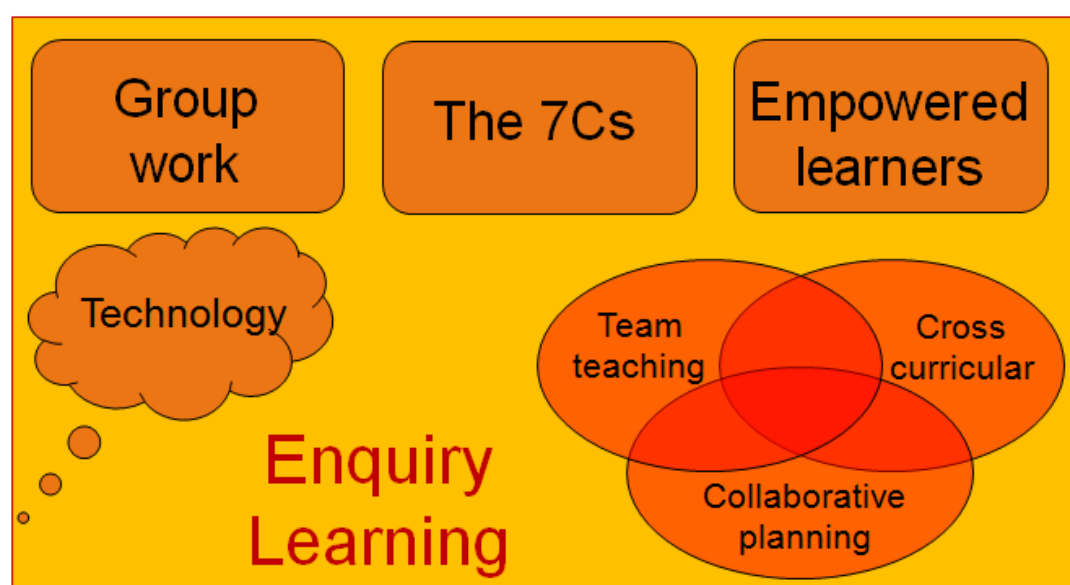 Group
work
The 7Cs
Empowered
learners
Technology
Team
teaching
Cross
curricular
Collaborative
planning
Enquiry
Learning